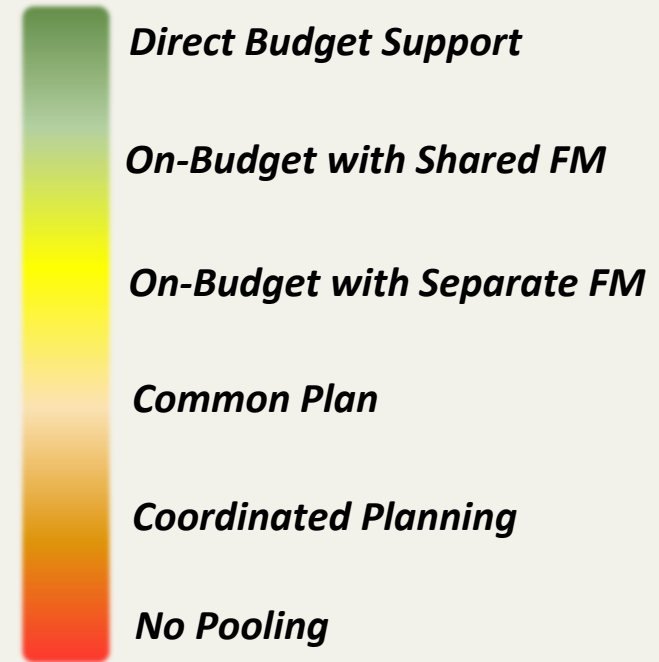 Direct Budget Support
On-Budget with Shared FM
On-Budget with Separate FM
Common Plan
Coordinated Planning
No Pooling